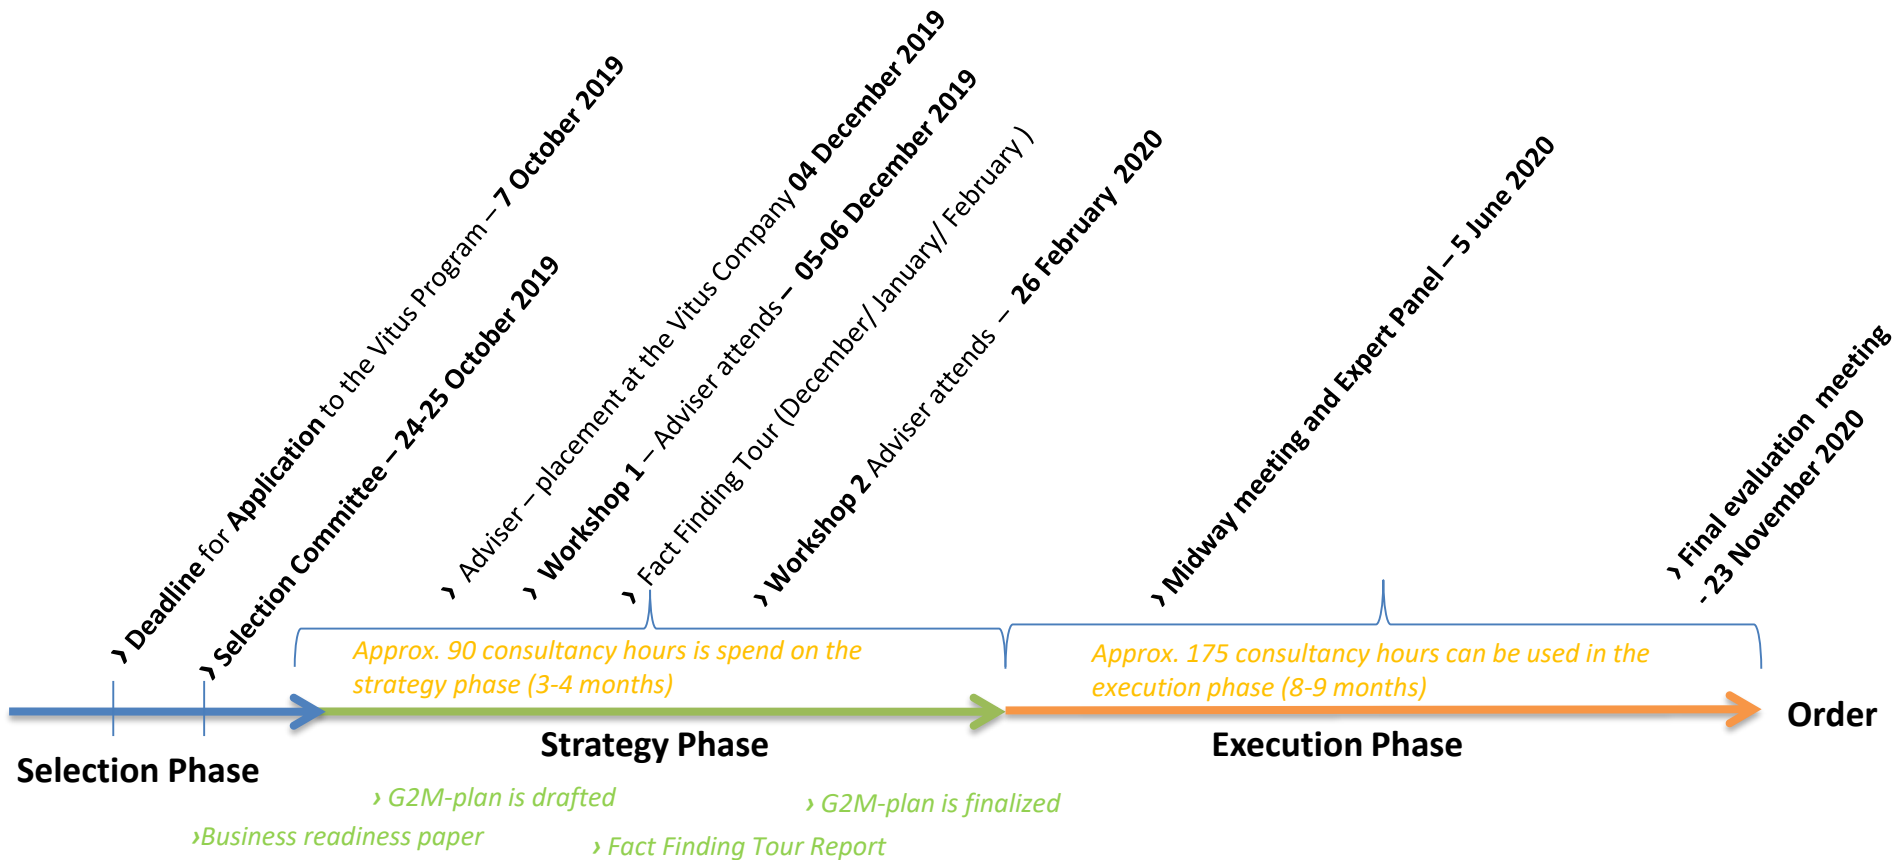 › Deadline for Application to the Vitus Program – 7 October 2019
› Selection Committee – 24-25 October 2019
› Adviser – placement at the Vitus Company 04 December 2019
› Workshop 1 – Adviser attends – 05-06 December 2019
› Fact Finding Tour (December/ January/ February )
› Workshop 2 Adviser attends – 26 February 2020
› Midway meeting and Expert Panel – 5 June 2020
› Final evaluation meeting
- 23 November 2020
Approx. 90 consultancy hours is spend on the
strategy phase (3-4 months)
Approx. 175 consultancy hours can be used in the
execution phase (8-9 months)
Selection Phase
Strategy Phase
Execution Phase
Order
› G2M-plan is drafted
› G2M-plan is finalized
›Business readiness paper
› Fact Finding Tour Report